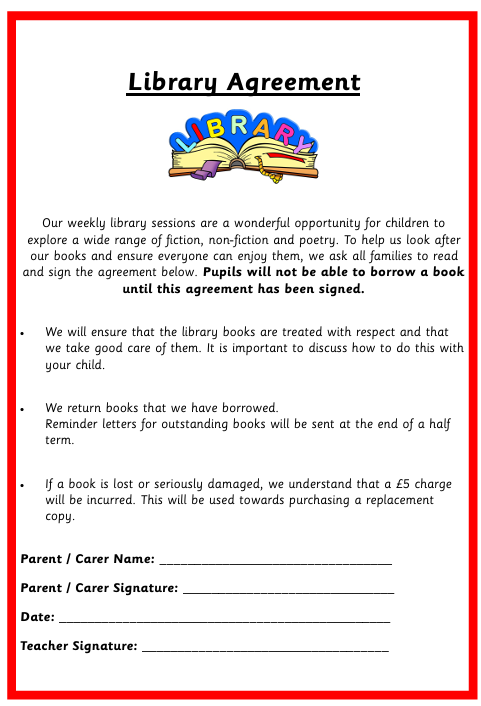 Library Agreement
LIBRARY
Our weekly library sessions are a wonderful opportunity for children to
explore a wide range of fiction, non-fiction and poetry. To help us look after
our books and ensure everyone can enjoy them, we ask all families to read
and sign the agreement below. Pupils will not be able to borrow a book
until this agreement has been signed.
• We will ensure that the library books are treated with respect and that
we take good care of them. It is important to discuss how to do this with
your child.
• We return books that we have borrowed.
Reminder letters for outstanding books will be sent at the end of a half
term.
• If a book is lost or seriously damaged, we understand that a £5 charge
will be incurred. This will be used towards purchasing a replacement
copy.
Parent / Carer Name: __________________________________
Parent / Carer Signature: _______________________________
Date: ________________________________________________
Teacher Signature: ____________________________________